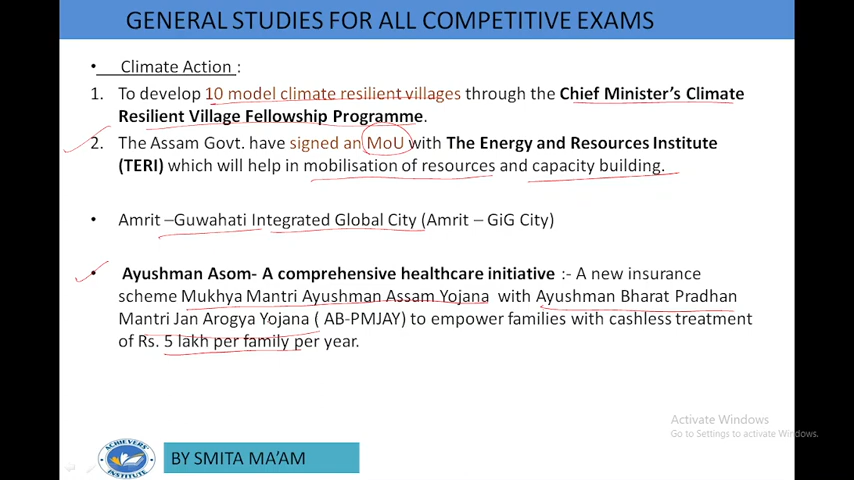 GENERAL STUDIES FOR ALL COMPETITIVE EXAMS
• Climate Action :
1. To develop 10 model climate resilient villages through the Chief Minister's Climate
Resilient Village Fellowship Programme.
2. The Assam Govt. have signed an MoU with The Energy and Resources Institute
(TERI) which will help in mobilisation of resources and capacity building.
• Amrit –Guwahati Integrated Global City (Amrit – GiG City)
• Ayushman Asom- A comprehensive healthcare initiative :- A new insurance
scheme Mukhya Mantri Ayushman Assam Yojana with Ayushman Bharat Pradhan
Mantri Jan Arogya Yojana ( AB-PMJAY) to empower families with cashless treatment
of Rs. 5 lakh per family per year.
Activate Windows
Go to Settings to activate Windows.
ACHIEVERS'
INSTITUTE
BY SMITA MA'AM